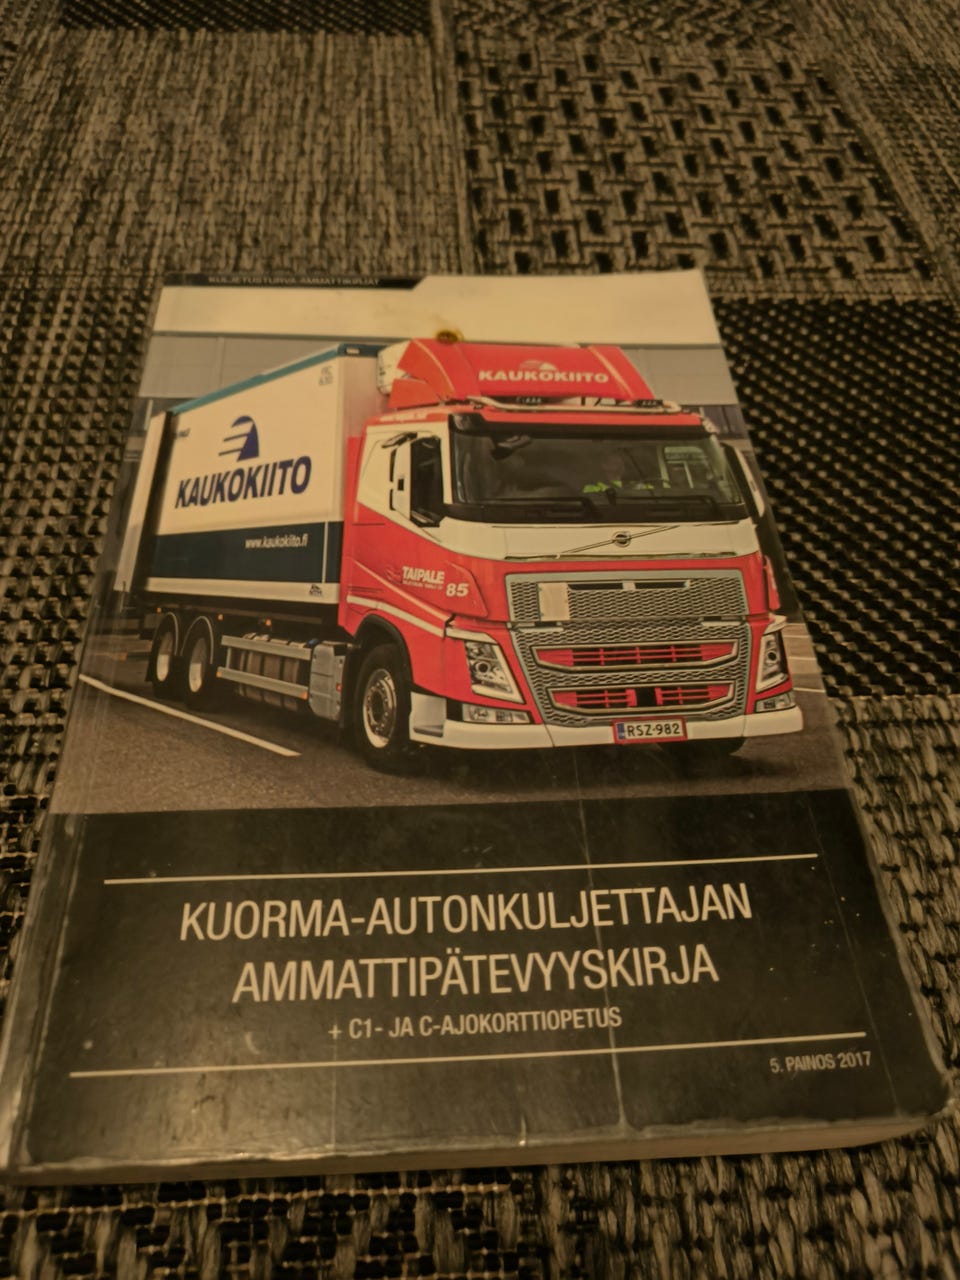 KULJETUSTURVA AMMATTIKIRJAT
KAUKOKIITO
KAUKOKIITO
www.kaukokiito.fi
TAIPALE
85
RSZ-982
KUORMA-AUTONKULJETTAJAN
AMMATTIPÄTEVYYSKIRJA
+ C1- JA C-AJOKORTTIOPETUS
5. PAINOS 2017